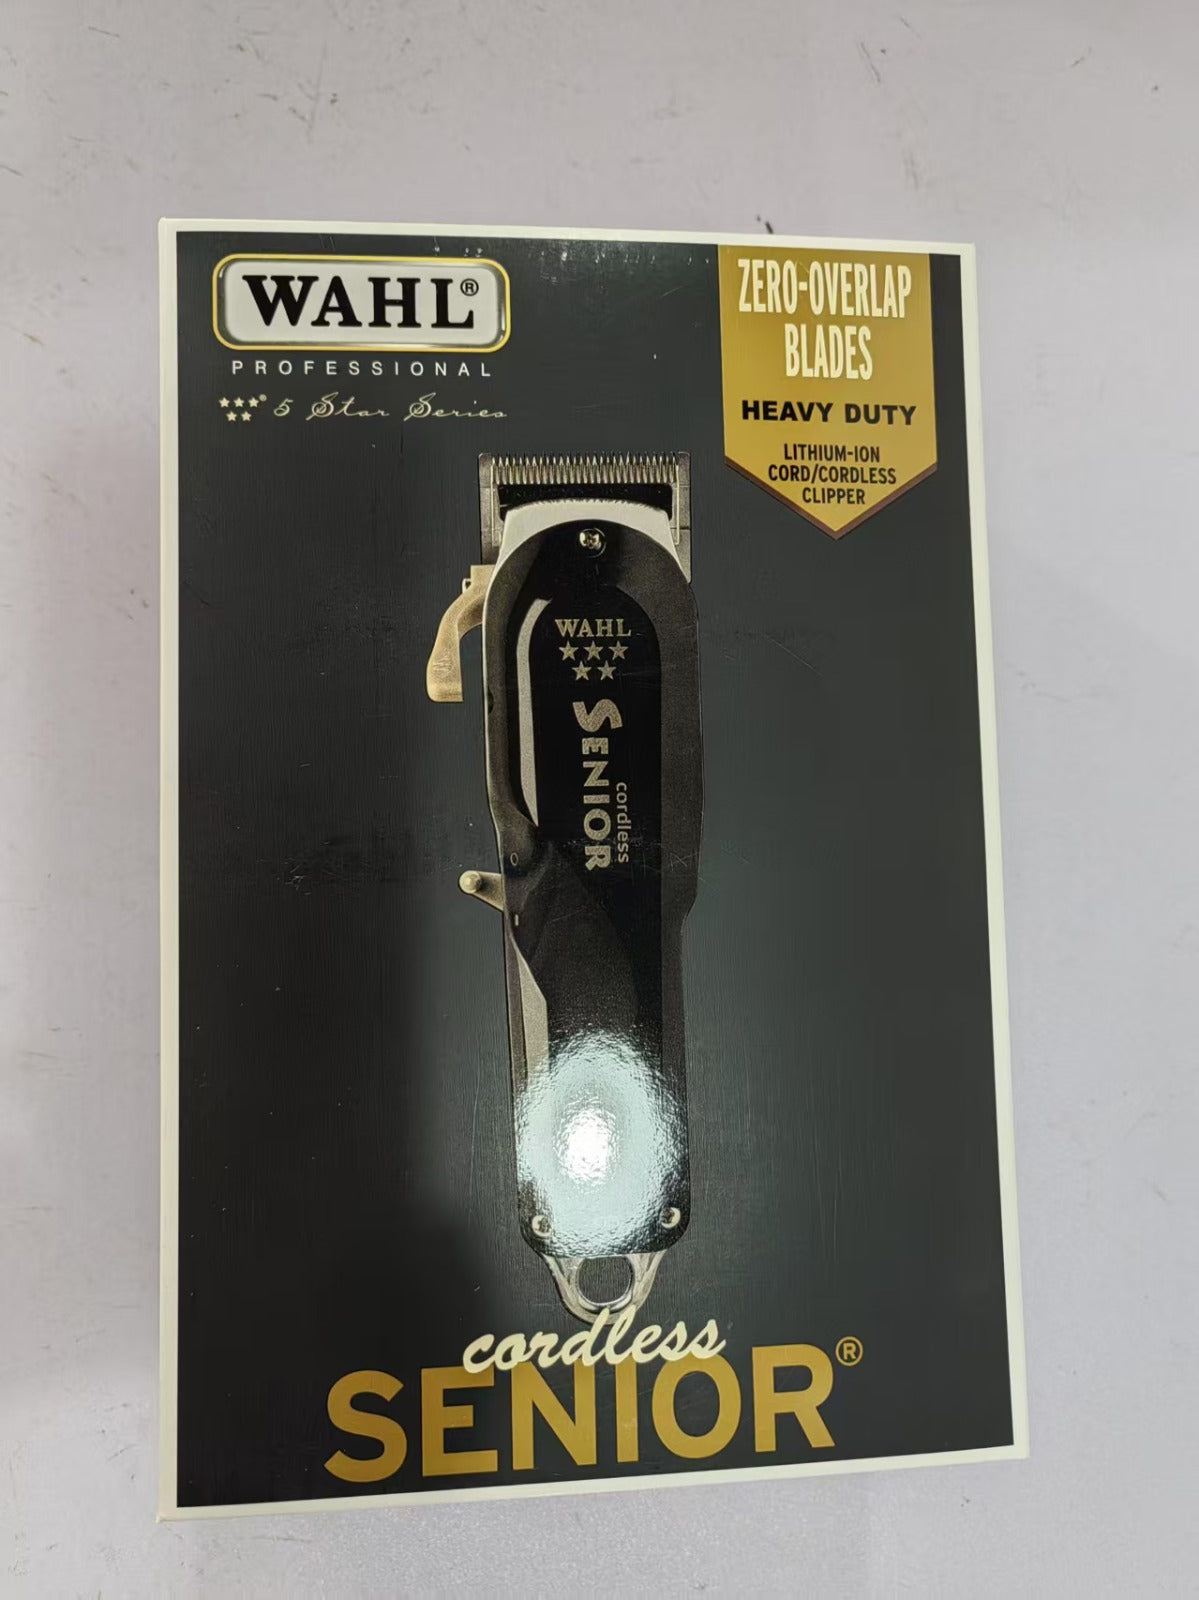 WAHL®
PROFESSIONAL
5 Star Series
ZERO-OVERLAP
BLADES
HEAVY DUTY
LITHIUM-ION
CORD/CORDLESS
CLIPPER
WAHL
SENIOR
cordless
0
I
cordless
SENIOR®